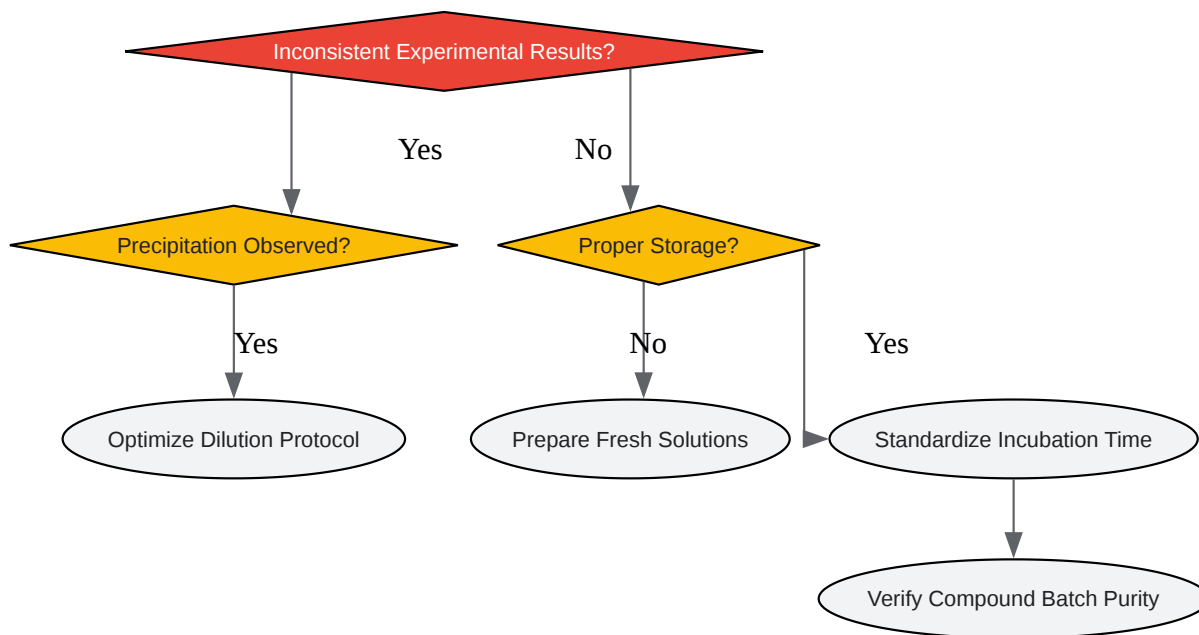 Inconsistent Experimental Results?
Yes
No
Precipitation Observed?
Proper Storage?
Yes
No
Yes
Optimize Dilution Protocol
Prepare Fresh Solutions
Standardize Incubation Time
Verify Compound Batch Purity